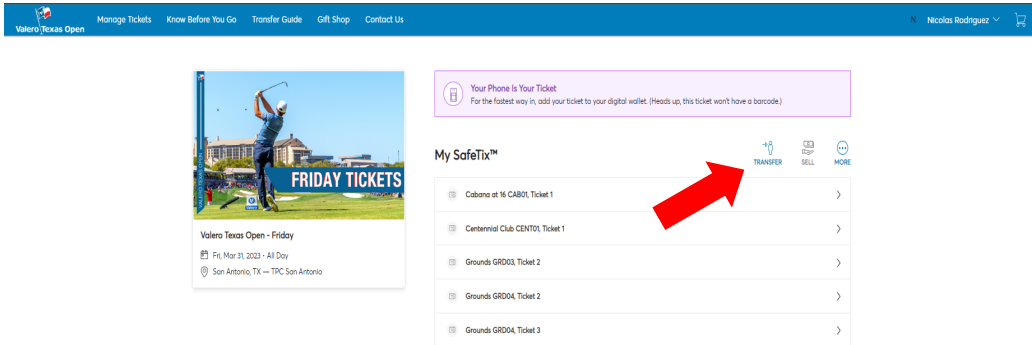 Valero Texas Open
Manage Tickets Know Before You Go Transfer Guide Gift Shop Contact Us
N Nicolas Rodriguez
FRIDAY TICKETS
Valero Texas Open - Friday
Fri, Mar 31, 2023 • All Day
San Antonio, TX — TPC San Antonio
Your Phone Is Your Ticket
For the fastest way in, add your ticket to your digital wallet. (Heads up, this ticket won't have a barcode.)
My SafeTix™
TRANSFER SELL MORE
Cabana at 16 CAB01, Ticket 1
Centennial Club CENT01, Ticket 1
Grounds GRD03, Ticket 2
Grounds GRD04, Ticket 2
Grounds GRD04, Ticket 3